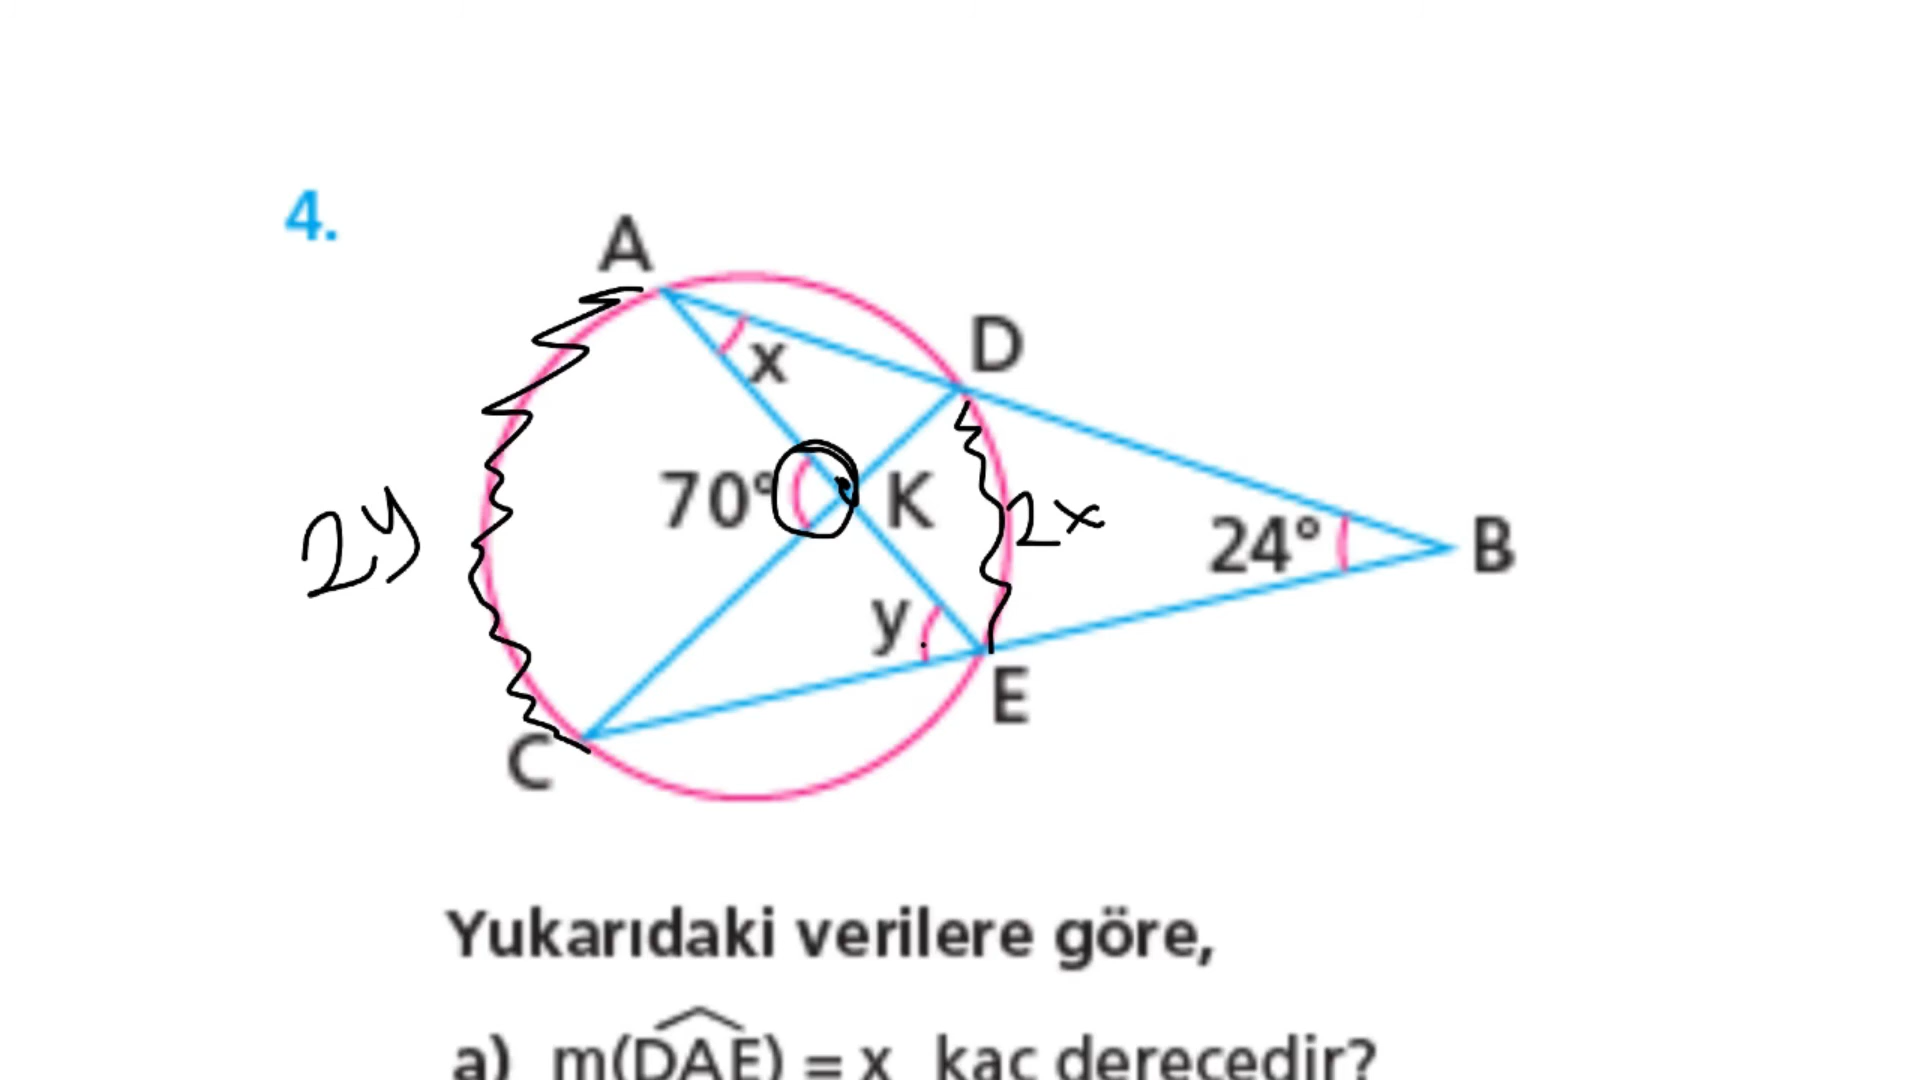 4.
A
D
x
70°
K
2y
2x
24°
B
y
E
C
Yukarıdaki verilere göre,
a) m(DAE) = x kaç derecedir?